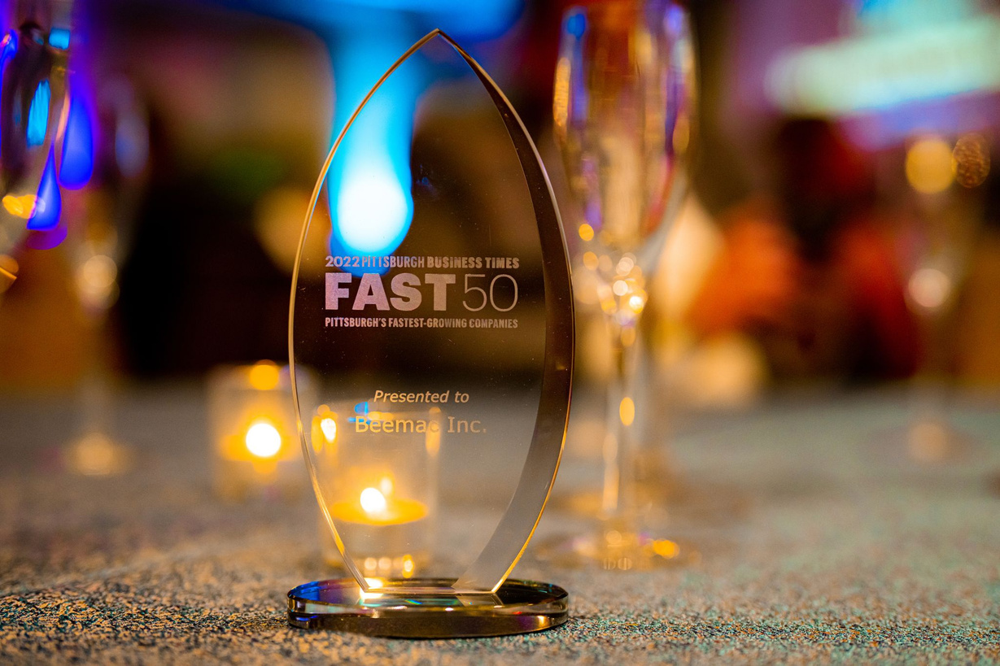 2022 PITTSBURGH BUSINESS TIMES
FAST 50
PITTSBURGH'S FASTEST-GROWING COMPANIES
Presented to
Beemac Inc.